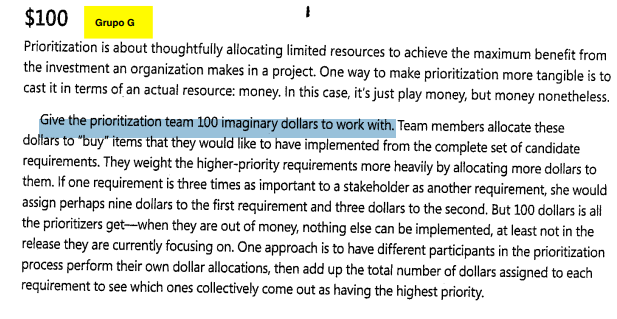 $100 Grupo G
Prioritization is about thoughtfully allocating limited resources to achieve the maximum benefit from
the investment an organization makes in a project. One way to make prioritization more tangible is to
cast it in terms of an actual resource: money. In this case, it's just play money, but money nonetheless.
Give the prioritization team 100 imaginary dollars to work with. Team members allocate these
dollars to "buy" items that they would like to have implemented from the complete set of candidate
requirements. They weight the higher-priority requirements more heavily by allocating more dollars to
them. If one requirement is three times as important to a stakeholder as another requirement, she would
assign perhaps nine dollars to the first requirement and three dollars to the second. But 100 dollars is all
the prioritizers get—when they are out of money, nothing else can be implemented, at least not in the
release they are currently focusing on. One approach is to have different participants in the prioritization
process perform their own dollar allocations, then add up the total number of dollars assigned to each
requirement to see which ones collectively come out as having the highest priority.